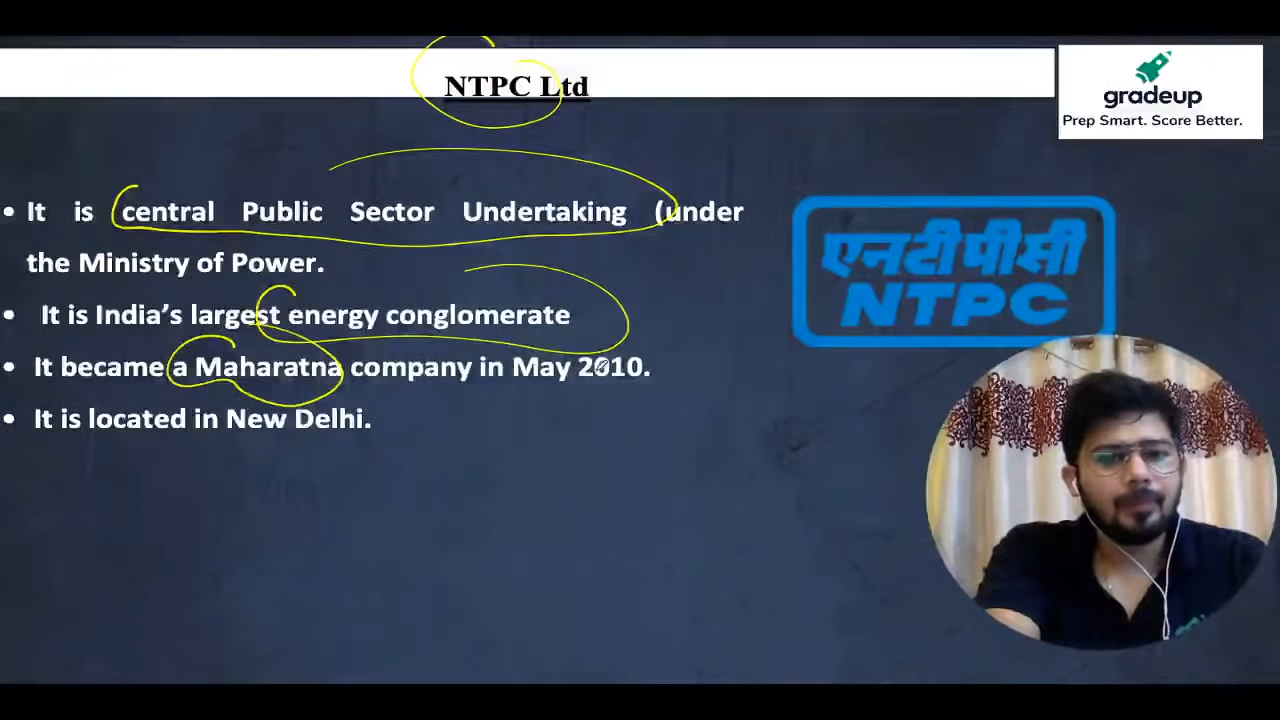 NTPC Ltd
gradeup
Prep Smart. Score Better.
• It is central Public Sector Undertaking (under
the Ministry of Power.
• It is India’s largest energy conglomerate
• It became a Maharatna company in May 2010.
• It is located in New Delhi.
एनटीपीसी
NTPC